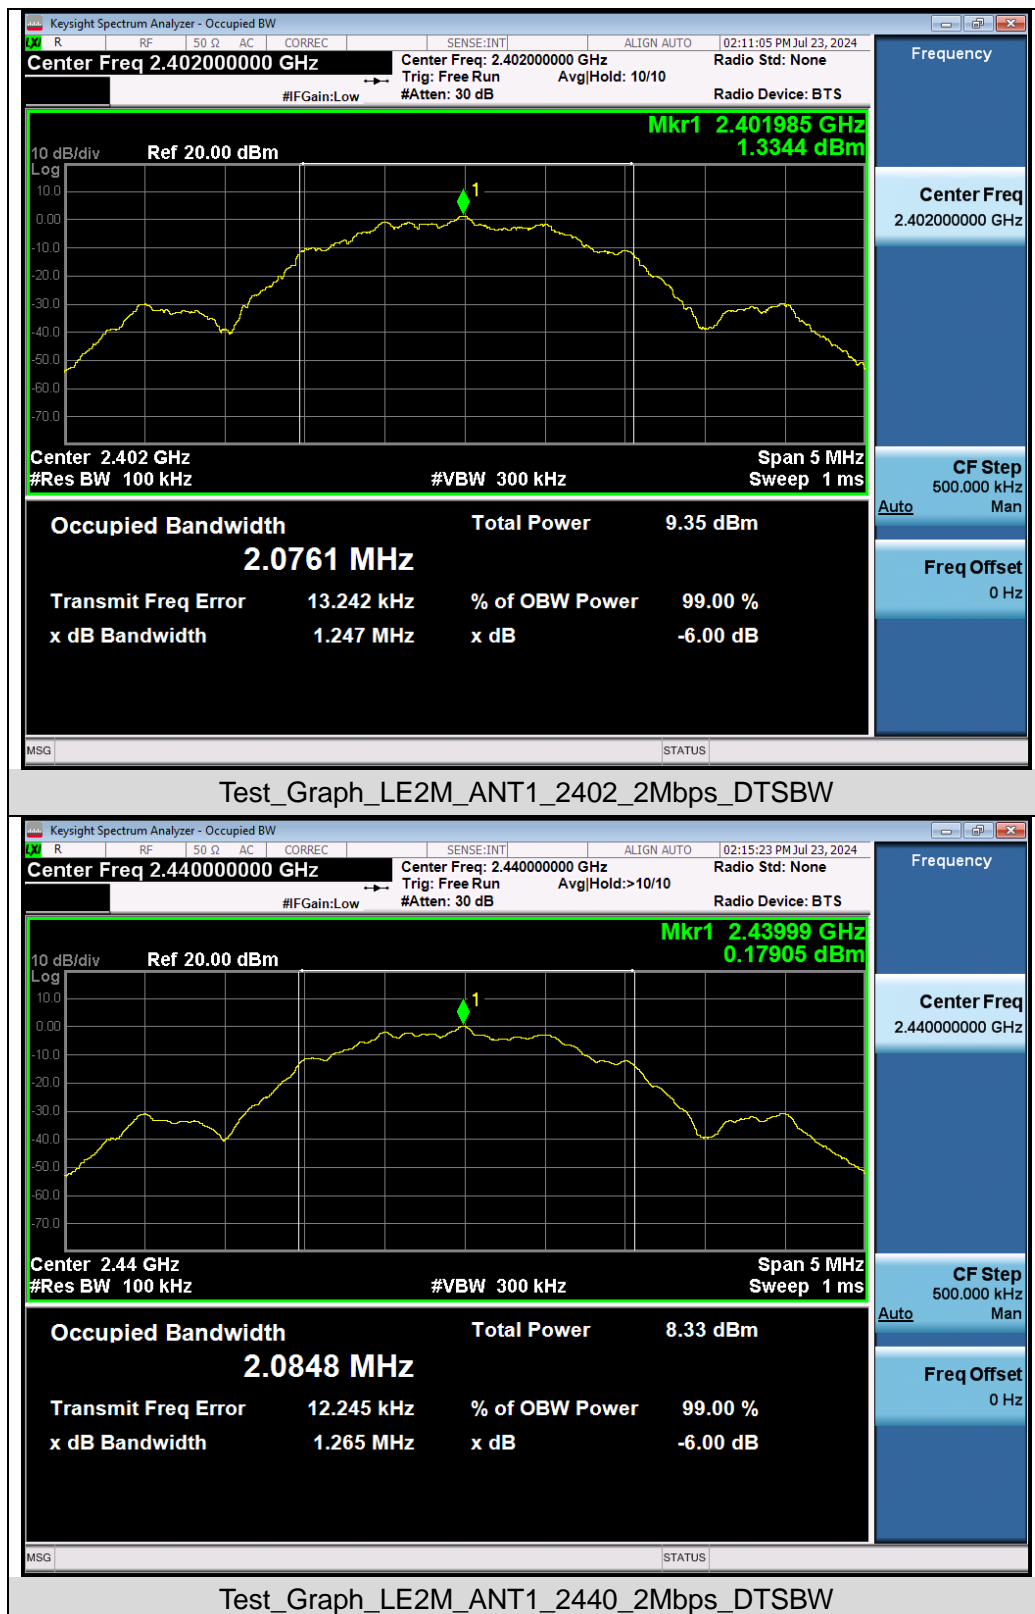 Keysight Spectrum Analyzer - Occupied BW
LXI R RF 50 Ω AC CORREC SENSE:INT ALIGN AUTO 02:11:05 PM Jul 23, 2024
Center Freq 2.402000000 GHz Center Freq: 2.402000000 GHz Radio Std: None
Trig: Free Run Avg|Hold: 10/10
#IFGain:Low #Atten: 30 dB Radio Device: BTS
Frequency
Mkr1 2.401985 GHz
1.3344 dBm
10 dB/div Ref 20.00 dBm
Log
10.0
0.00
-10.0
-20.0
-30.0
-40.0
-50.0
-60.0
-70.0
1
Center 2.402 GHz Span 5 MHz
#Res BW 100 kHz #VBW 300 kHz Sweep 1 ms
Center Freq
2.402000000 GHz
CF Step
500.000 kHz
Auto Man
Freq Offset
0 Hz
Occupied Bandwidth Total Power 9.35 dBm
2.0761 MHz
Transmit Freq Error 13.242 kHz % of OBW Power 99.00 %
x dB Bandwidth 1.247 MHz x dB -6.00 dB
MSG STATUS
Test_Graph_LE2M_ANT1_2402_2Mbps_DTSBW
Keysight Spectrum Analyzer - Occupied BW
LXI R RF 50 Ω AC CORREC SENSE:INT ALIGN AUTO 02:15:23 PM Jul 23, 2024
Center Freq 2.440000000 GHz Center Freq: 2.440000000 GHz Radio Std: None
Trig: Free Run Avg|Hold:>10/10
#IFGain:Low #Atten: 30 dB Radio Device: BTS
Frequency
Mkr1 2.43999 GHz
0.17905 dBm
10 dB/div Ref 20.00 dBm
Log
10.0
0.00
-10.0
-20.0
-30.0
-40.0
-50.0
-60.0
-70.0
1
Center 2.44 GHz Span 5 MHz
#Res BW 100 kHz #VBW 300 kHz Sweep 1 ms
Center Freq
2.440000000 GHz
CF Step
500.000 kHz
Auto Man
Freq Offset
0 Hz
Occupied Bandwidth Total Power 8.33 dBm
2.0848 MHz
Transmit Freq Error 12.245 kHz % of OBW Power 99.00 %
x dB Bandwidth 1.265 MHz x dB -6.00 dB
MSG STATUS
Test_Graph_LE2M_ANT1_2440_2Mbps_DTSBW